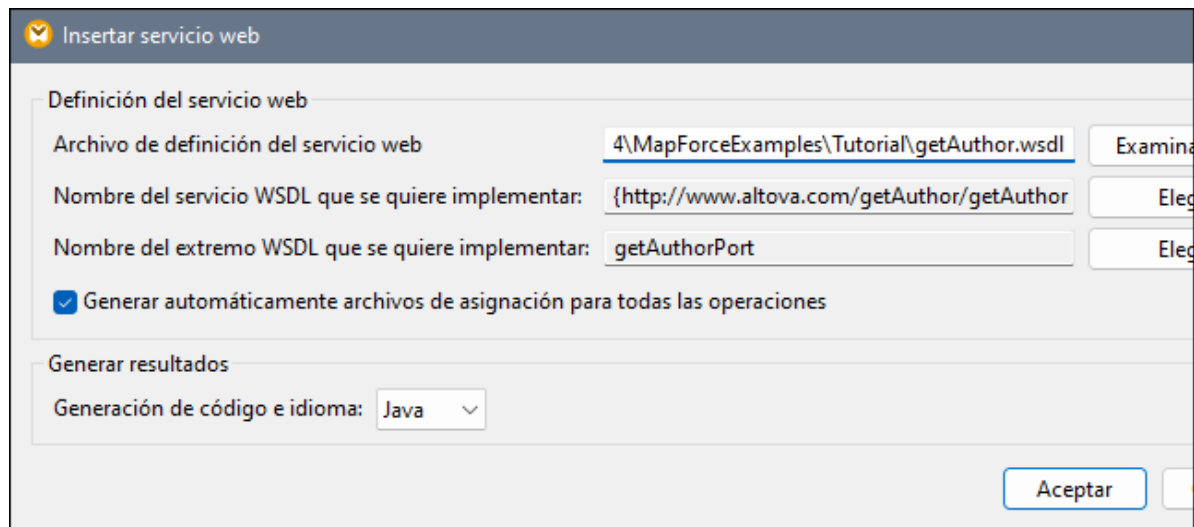 Insertar servicio web
Definición del servicio web
Archivo de definición del servicio web 4\MapForceExamples\Tutorial\getAuthor.wsdl Examina
Nombre del servicio WSDL que se quiere implementar: {http://www.altova.com/getAuthor/getAuthor Eleg
Nombre del extremo WSDL que se quiere implementar: getAuthorPort Eleg
Generar automáticamente archivos de asignación para todas las operaciones
Generar resultados
Generación de código e idioma: Java
Aceptar